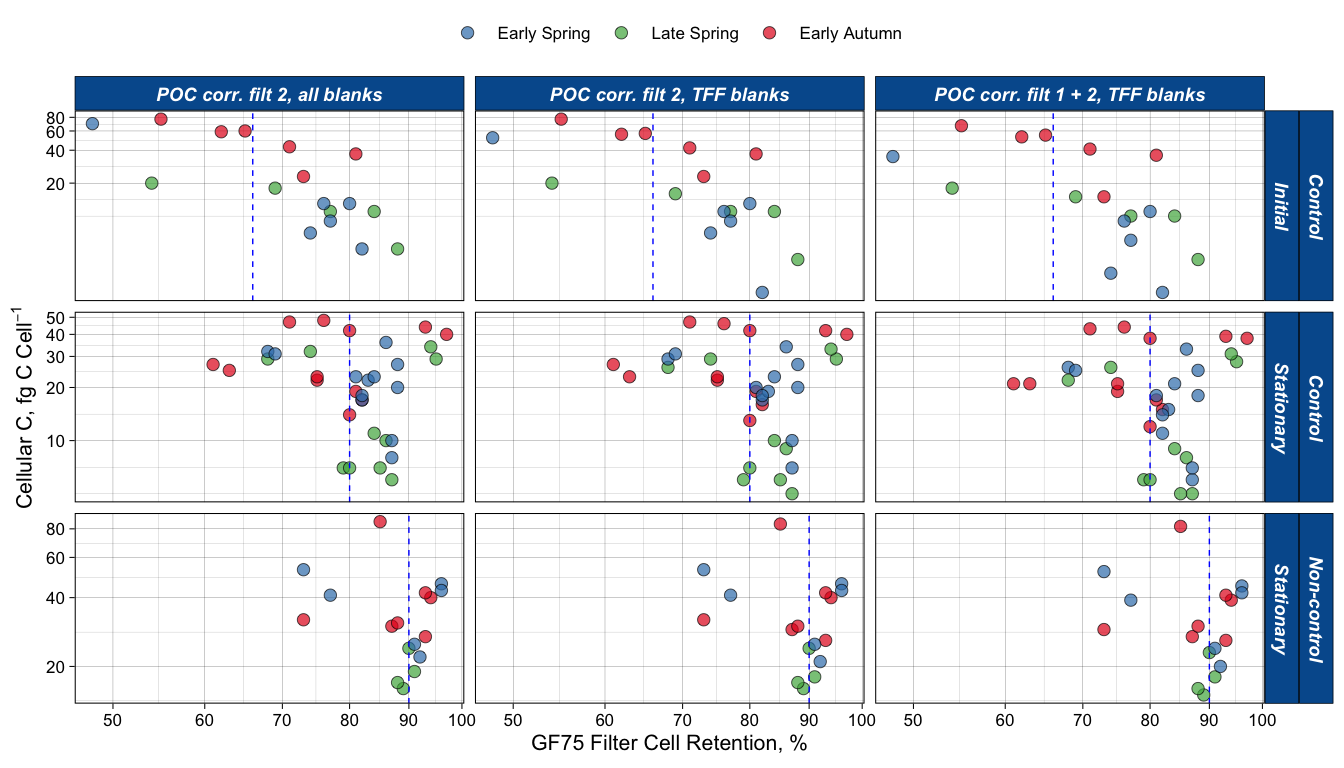 Early Spring Late Spring Early Autumn
POC corr. filt 2, all blanks POC corr. filt 2, TFF blanks POC corr. filt 1 + 2, TFF blanks
80
60
40
20
Initial Control
50
40
30
20
10
Stationary Control
80
60
40
20
Stationary Non-control
Cellular C, fg C Cell⁻¹
50 60 70 80 90 100 50 60 70 80 90 100 50 60 70 80 90 100
GF75 Filter Cell Retention, %